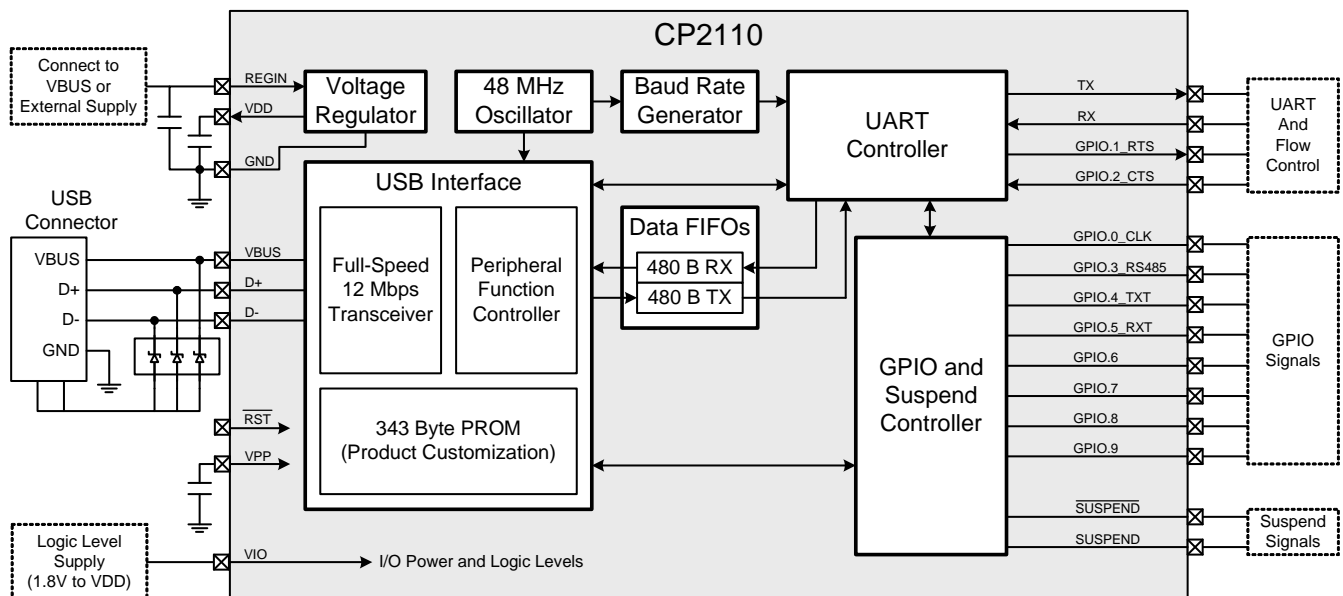 CP2110
Connect to
VBUS or
External Supply
REGIN
VDD
GND
Voltage
Regulator
48 MHz
Oscillator
Baud Rate
Generator
UART
Controller
TX
RX
GPIO.1_RTS
GPIO.2_CTS
UART
And
Flow
Control
USB
Connector
VBUS
D+
D-
GND
VBUS
D+
D-
USB Interface
Full-Speed
12 Mbps
Transceiver
Peripheral
Function
Controller
343 Byte PROM
(Product Customization)
Data FIFOs
480 B RX
480 B TX
GPIO and
Suspend
Controller
GPIO.0_CLK
GPIO.3_RS485
GPIO.4_TXT
GPIO.5_RXT
GPIO.6
GPIO.7
GPIO.8
GPIO.9
GPIO
Signals
SUSPEND
SUSPEND
Suspend
Signals
RST
VPP
Logic Level
Supply
(1.8V to VDD)
VIO
I/O Power and Logic Levels